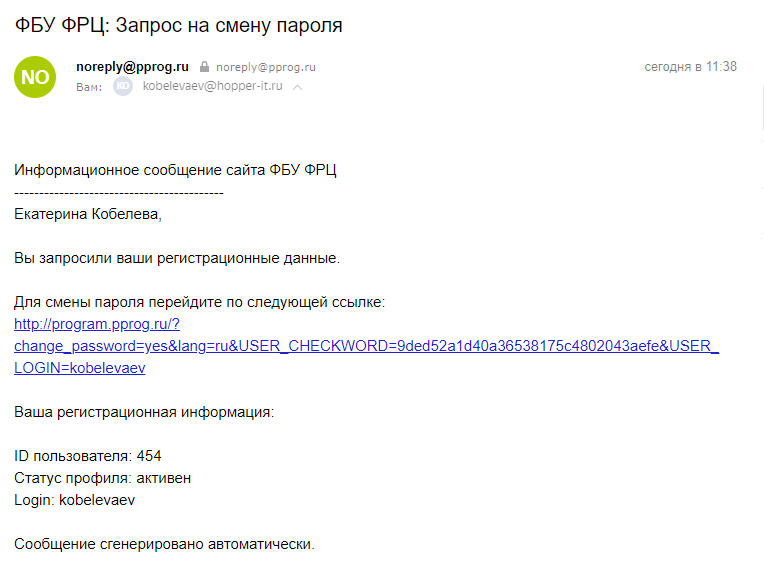 ФБУ ФРЦ: Запрос на смену пароля
NO
noreply@pprog.ru noreply@pprog.ru
сегодня в 11:38
Вам: KD kobelevaev@hopper-it.ru
Информационное сообщение сайта ФБУ ФРЦ
------------------------------------------
Екатерина Кобелева,
Вы запросили ваши регистрационные данные.
Для смены пароля перейдите по следующей ссылке:
http://program.pprog.ru/?
change_password=yes&lang=ru&USER_CHECKWORD=9ded52a1d40a36538175c4802043aefe&USER_
LOGIN=kobelevaev
Ваша регистрационная информация:
ID пользователя: 454
Статус профиля: активен
Login: kobelevaev
Сообщение сгенерировано автоматически.